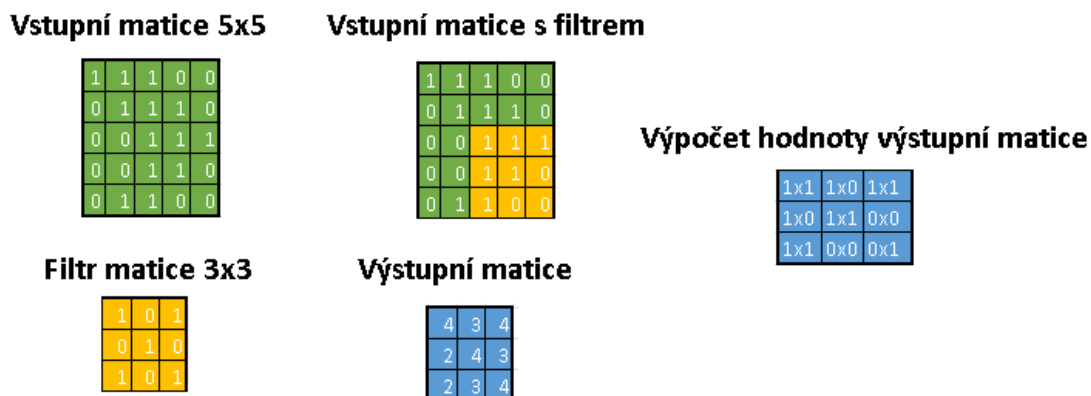 Vstupní matice 5x5
1 1 1 0 0
0 1 1 1 0
0 0 1 1 1
0 0 1 1 0
0 1 1 0 0
Vstupní matice s filtrem
1 1 1 0 0
0 1 1 1 0
0 0 1 1 1
0 0 1 1 0
0 1 1 0 0
Výpočet hodnoty výstupní matice
1x1 1x0 1x1
1x0 1x1 0x0
1x1 0x0 0x1
Filtr matice 3x3
1 0 1
0 1 0
1 0 1
Výstupní matice
4 3 4
2 4 3
2 3 4